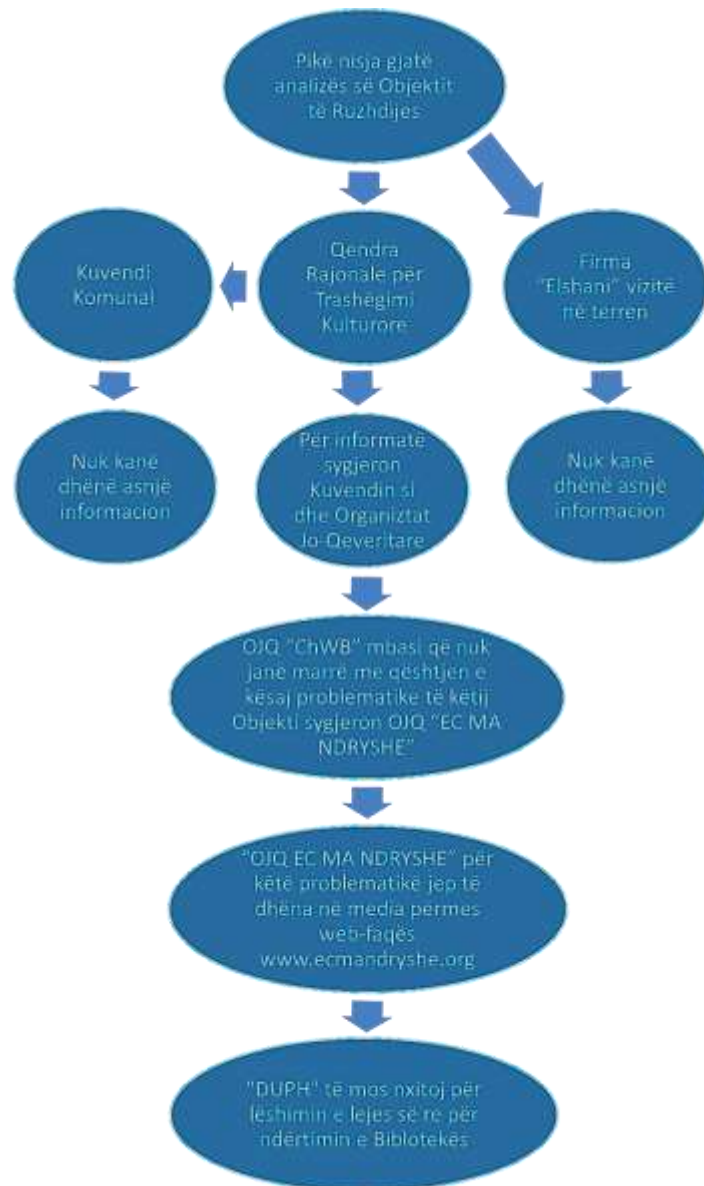 Pikë nisja gjatë
analizës së Objektit
të Ruzhdijes
Kuvendi
Komunal
Qendra
Rajonale për
Trashëgimi
Kulturore
Firma
"Elshani" vizitë
në terren
Nuk kanë
dhënë asnjë
informacion
Për informatë
sygjeron
Kuvendin si
dhe Organiztat
Jo-Qeveritare
Nuk kanë
dhënë asnjë
informacion
OJQ "ChWB" mbasi që nuk
janë marrë me qështjen e
kësaj problematike të këtij
Objekti sygjeron OJQ "EC MA
NDRYSHE"
"OJQ EC MA NDRYSHE" për
këtë problematikë jep të
dhëna në media permes
web-faqës
www.ecmandryshe.org
"DUPH" të mos nxitoj për
lëshimin e lejes së re për
ndërtimin e Biblotekës